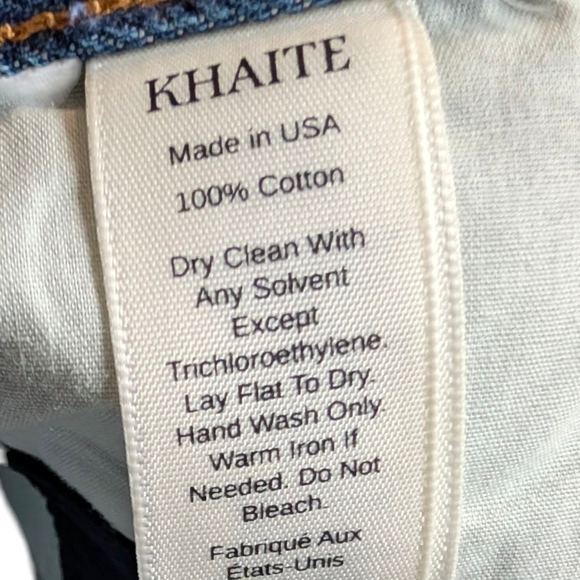 KHAITE
Made in USA
100% Cotton
Dry Clean With
Any Solvent
Except
Trichloroethylene.
Lay Flat To Dry.
Hand Wash Only.
Warm Iron If
Needed. Do Not
Bleach.
Fabriqué Aux
États-Unis